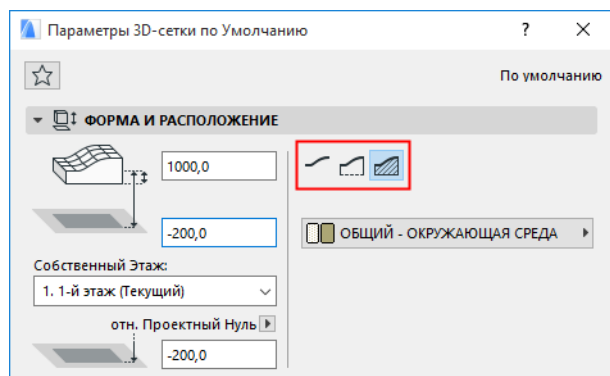 Параметры 3D-сетки по Умолчанию ? ×
По умолчанию
ФОРМА И РАСПОЛОЖЕНИЕ
1000,0
-200,0
ОБЩИЙ - ОКРУЖАЮЩАЯ СРЕДА
Собственный Этаж:
1. 1-й этаж (Текущий)
отн. Проектный Нуль
-200,0